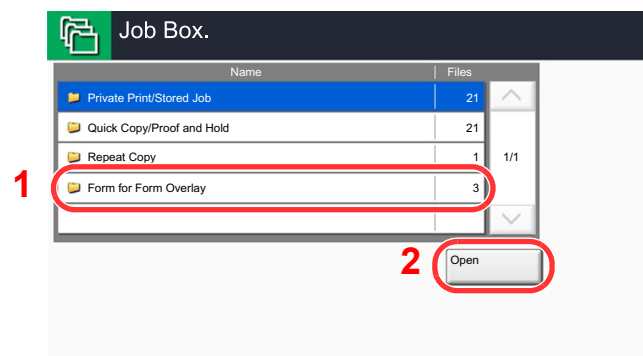 Job Box.
Name Files
Private Print/Stored Job 21
Quick Copy/Proof and Hold 21
Repeat Copy 1 1/1
1 Form for Form Overlay 3
2 Open